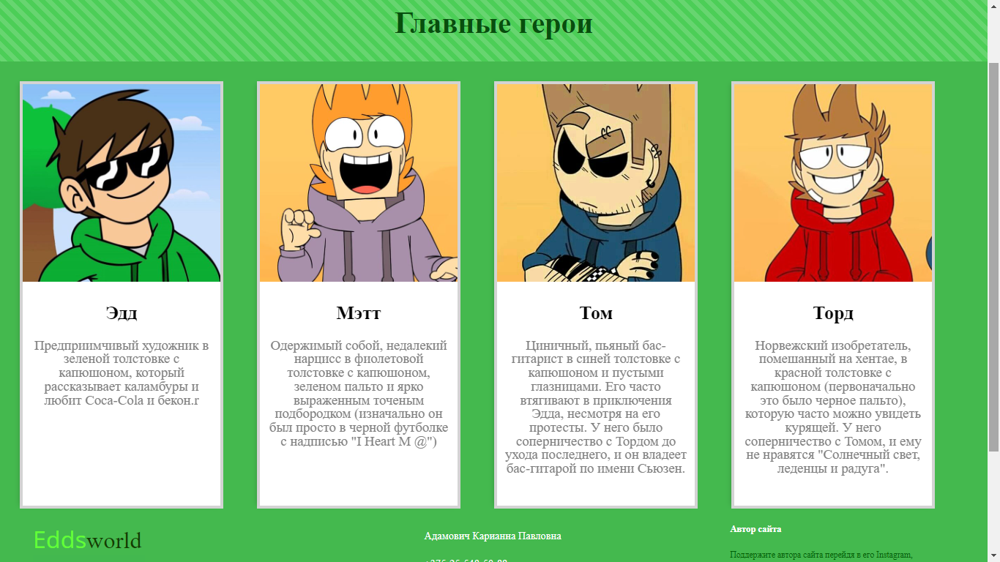 Главные герои
Эдд
Предприимчивый художник в
зеленой толстовке с
капюшоном, который
рассказывает каламбуры и
любит Coca-Cola и бекон.r
Мэтт
Одержимый собой, недалекий
нарцисс в фиолетовой
толстовке с капюшоном,
зеленом пальто и ярко
выраженным точеным
подбородком (изначально он
был просто в черной футболке
с надписью "I Heart M @")
Том
Циничный, пьяный бас-
гитарист в синей толстовке с
капюшоном и пустыми
глазницами. Его часто
втягивают в приключения
Эдда, несмотря на его
протесты. У него было
соперничество с Тордом до
ухода последнего, и он владеет
бас-гитарой по имени Сьюзен.
Торд
Норвежский изобретатель,
помешанный на хентае, в
красной толстовке с
капюшоном (первоначально
это было черное пальто),
которую часто можно увидеть
курящей. У него
соперничество с Томом, и ему
не нравятся "Солнечный свет,
леденцы и радуга".
Eddsworld
Адамович Карианна Павловна
Автор сайта
Поддержите автора сайта перейдя в его Instagram,